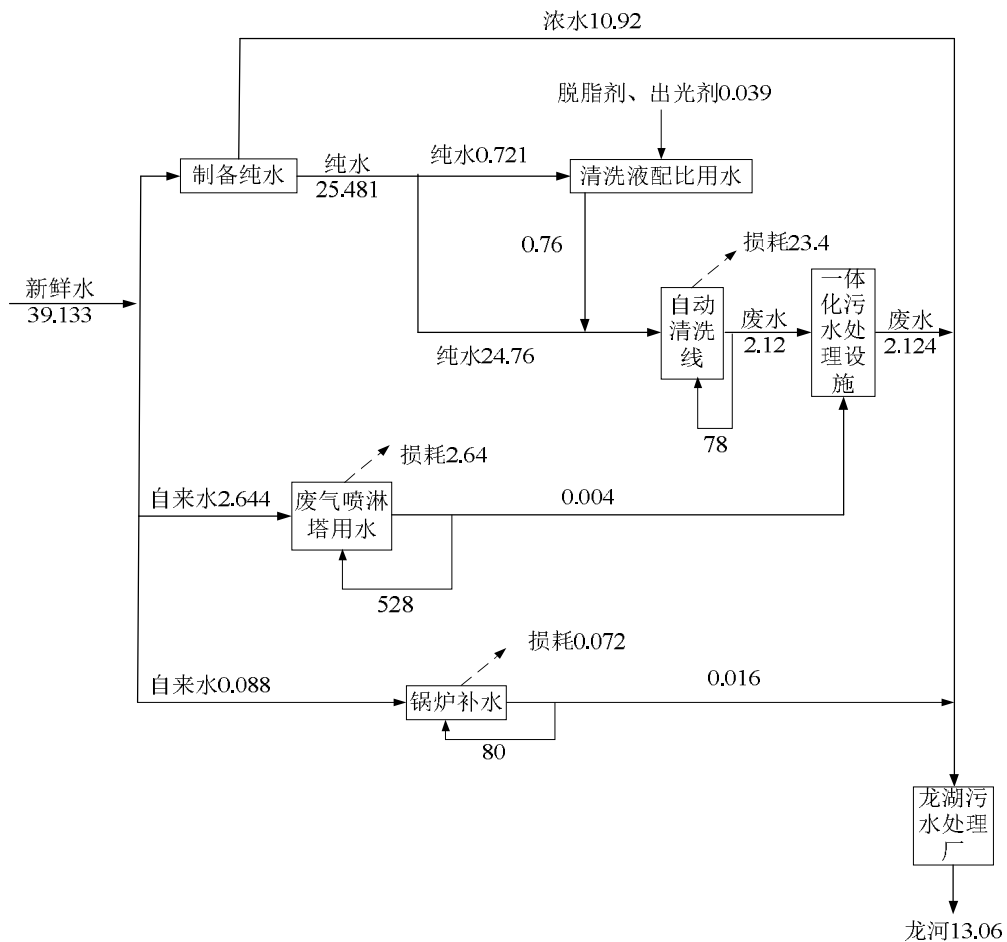 浓水10.92
脱脂剂、出光剂0.039
制备纯水
纯水
25.481
纯水0.721
清洗液配比用水
0.76
损耗23.4
新鲜水
39.133
纯水24.76
自动
清洗
线
废水
2.12
一体
化污
水处
理设
施
废水
2.124
78
损耗2.64
自来水2.644
废气喷淋
塔用水
0.004
528
损耗0.072
自来水0.088
锅炉补水
0.016
80
龙湖污
水处理
厂
龙河13.06